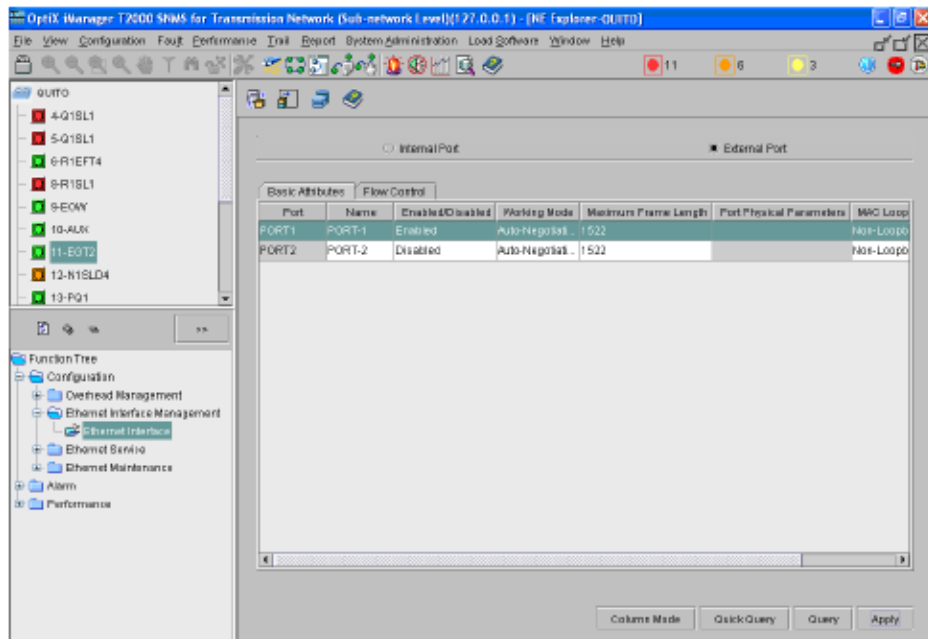 OptiX iManager T2000 SNMS for Transmission Network (Sub-network Level)(127.0.0.1) - [NE Explorer-QUITO]
File View Configuration Fault Performance Trail Report System Administration Load Software Window Help
11 6 3
QUITO
4-Q1SL1
5-Q1SL1
6-R1EFT4
8-R1SL1
9-EOW
10-AUX
11-EGT2
12-N1SLD4
13-PQ1
>>
Function Tree
Configuration
Overhead Management
Ethernet Interface Management
Ethernet Interface
Ethernet Service
Ethernet Maintenance
Alarm
Performance
Internal Port External Port
Basic Attributes Flow Control
Port Name Enabled/Disabled Working Mode Maximum Frame Length Port Physical Parameters MAC Loopb
PORT1 PORT-1 Enabled Auto-Negotiati... 1522 Non-Loopb
PORT2 PORT-2 Disabled Auto-Negotiati... 1522 Non-Loopb
Column Mode Quick Query Query Apply